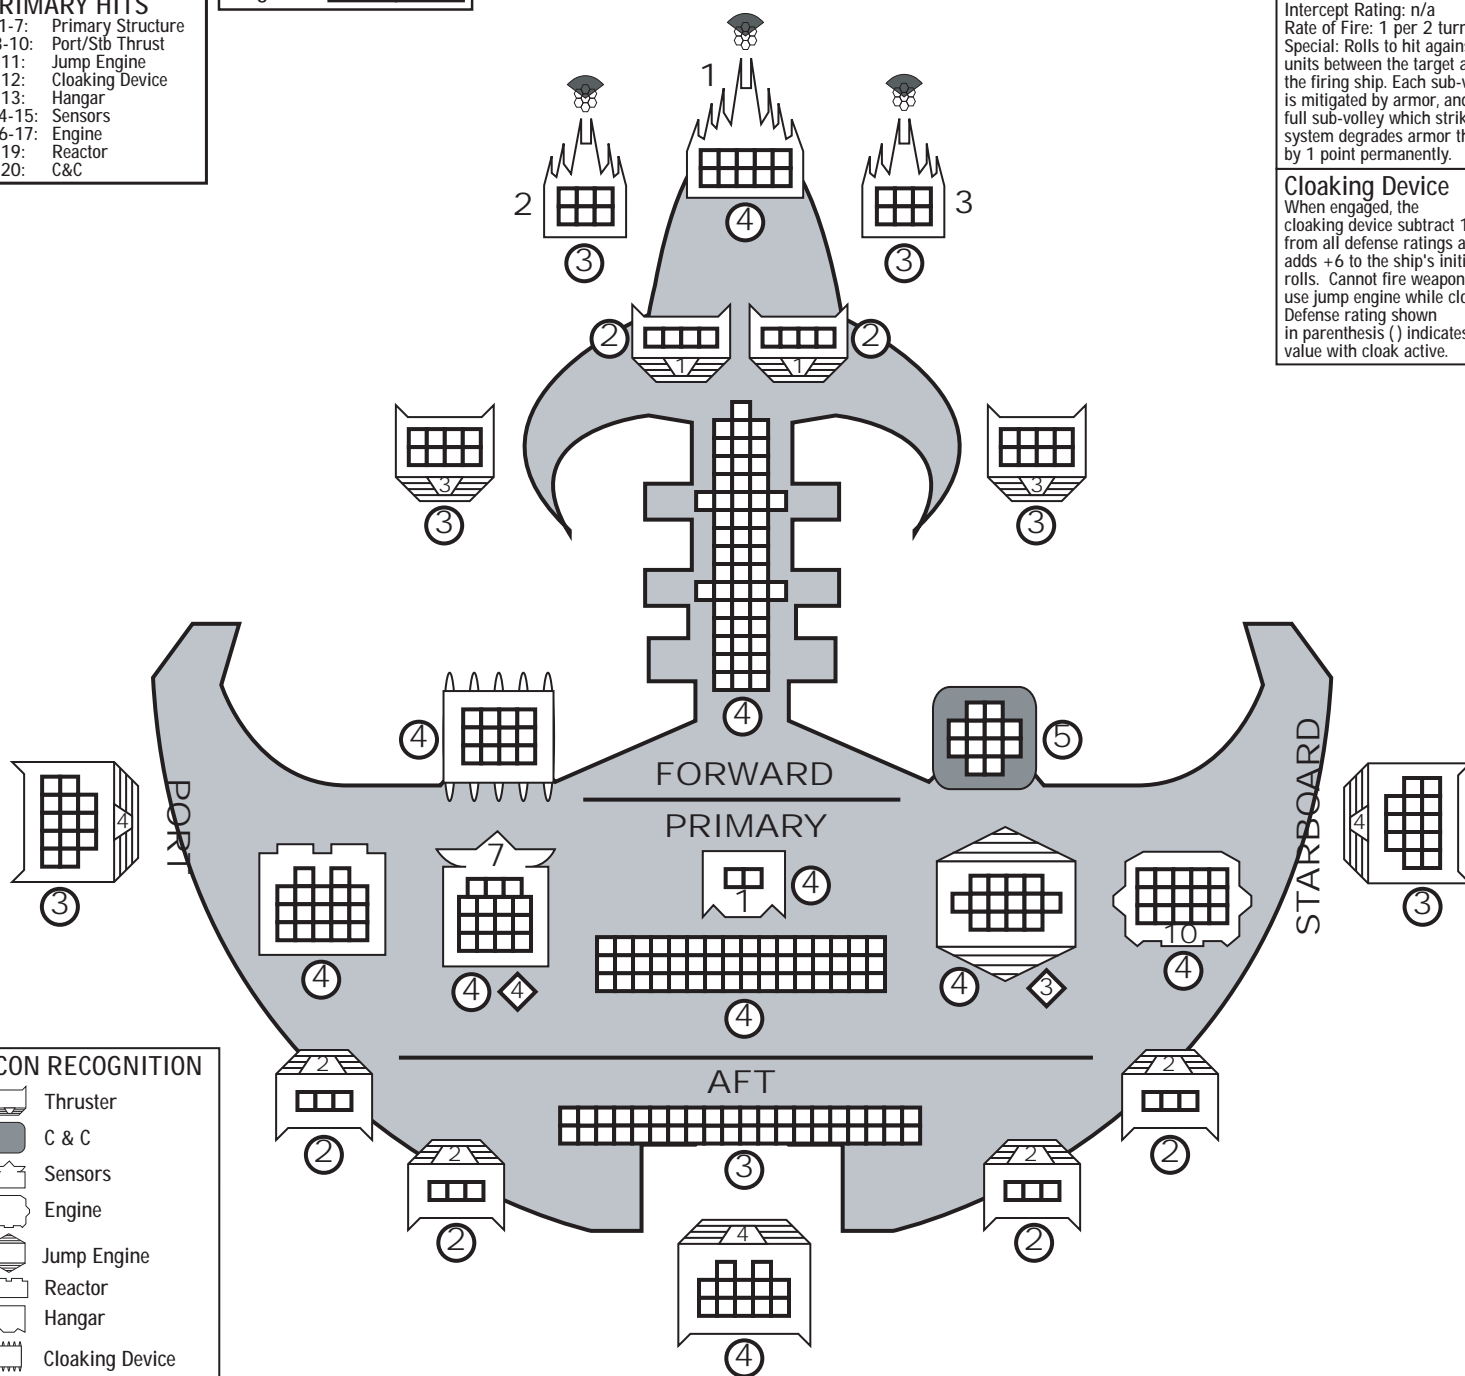 PRIMARY HITS
1-7: Primary Structure
8-10: Port/Stb Thrust
11: Jump Engine
12: Cloaking Device
13: Hangar
4-15: Sensors
6-17: Engine
19: Reactor
20: C&C
Intercept Rating: n/a
Rate of Fire: 1 per 2 turn
Special: Rolls to hit agains
units between the target a
the firing ship. Each sub-v
is mitigated by armor, and
full sub-volley which strik
system degrades armor th
by 1 point permanently.
Cloaking Device
When engaged, the
cloaking device subtract 1
from all defense ratings a
adds +6 to the ship's initi
rolls. Cannot fire weapon
use jump engine while clo
Defense rating shown
in parenthesis ( ) indicates
value with cloak active.
1
2
3
4
3
3
2
1
1
2
3
3
3
3
4
4
5
FORWARD
PRIMARY
PORT
STARBOARD
4
4
3
3
7
1
4
10
4
4
4
4
4
3
4
AFT
2
2
2
2
3
2
2
2
2
4
4
ICON RECOGNITION
Thruster
C & C
Sensors
Engine
Jump Engine
Reactor
Hangar
Cloaking Device